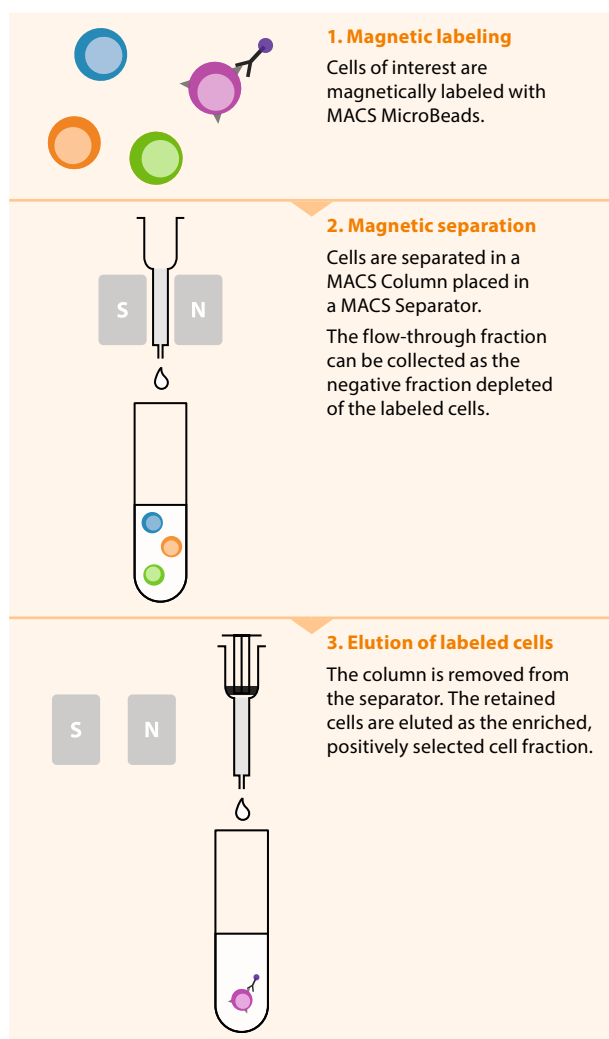 1. Magnetic labeling
Cells of interest are
magnetically labeled with
MACS MicroBeads.
2. Magnetic separation
Cells are separated in a
MACS Column placed in
a MACS Separator.
The flow-through fraction
can be collected as the
negative fraction depleted
of the labeled cells.
S N
3. Elution of labeled cells
The column is removed from
the separator. The retained
cells are eluted as the enriched,
positively selected cell fraction.
S N